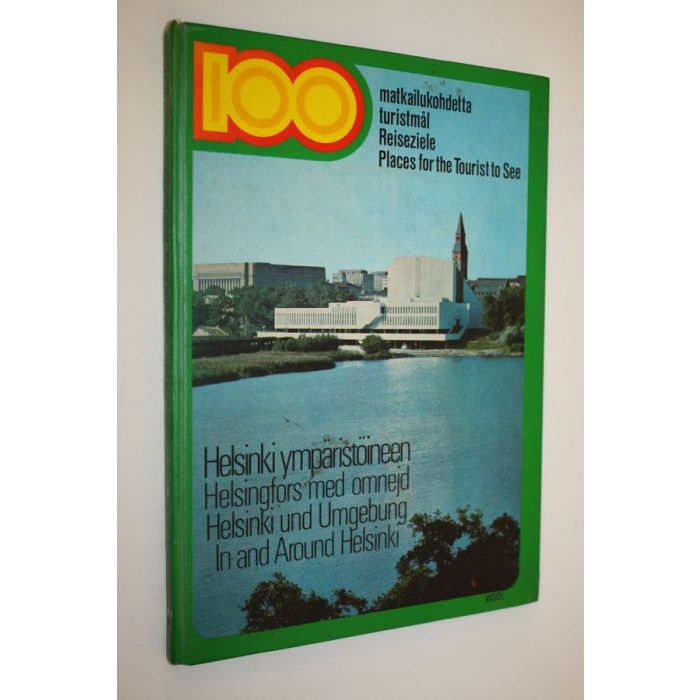 100
matkailukohdetta
turistmål
Reiseziele
Places for the Tourist to See
Helsinki ympäristöineen
Helsingfors med omnejd
Helsinki und Umgebung
In and Around Helsinki
WSOY